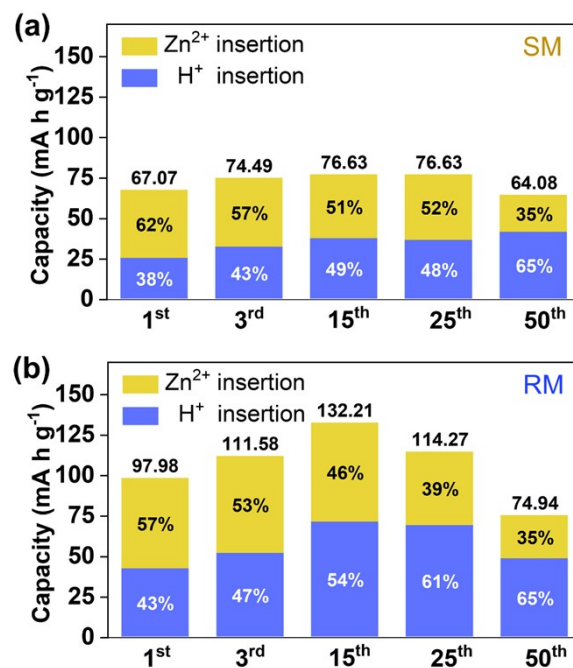 (a)
Zn²⁺ insertion
H⁺ insertion
SM
Capacity (mA h g⁻¹)
150
125
100
75
50
25
0
67.07
74.49
76.63
76.63
64.08
62%
57%
51%
52%
35%
38%
43%
49%
48%
65%
1ˢᵗ
3ʳᵈ
15ᵗʰ
25ᵗʰ
50ᵗʰ
(b)
Zn²⁺ insertion
H⁺ insertion
RM
Capacity (mA h g⁻¹)
150
125
100
75
50
25
0
97.98
111.58
132.21
114.27
74.94
57%
53%
46%
39%
35%
43%
47%
54%
61%
65%
1ˢᵗ
3ʳᵈ
15ᵗʰ
25ᵗʰ
50ᵗʰ